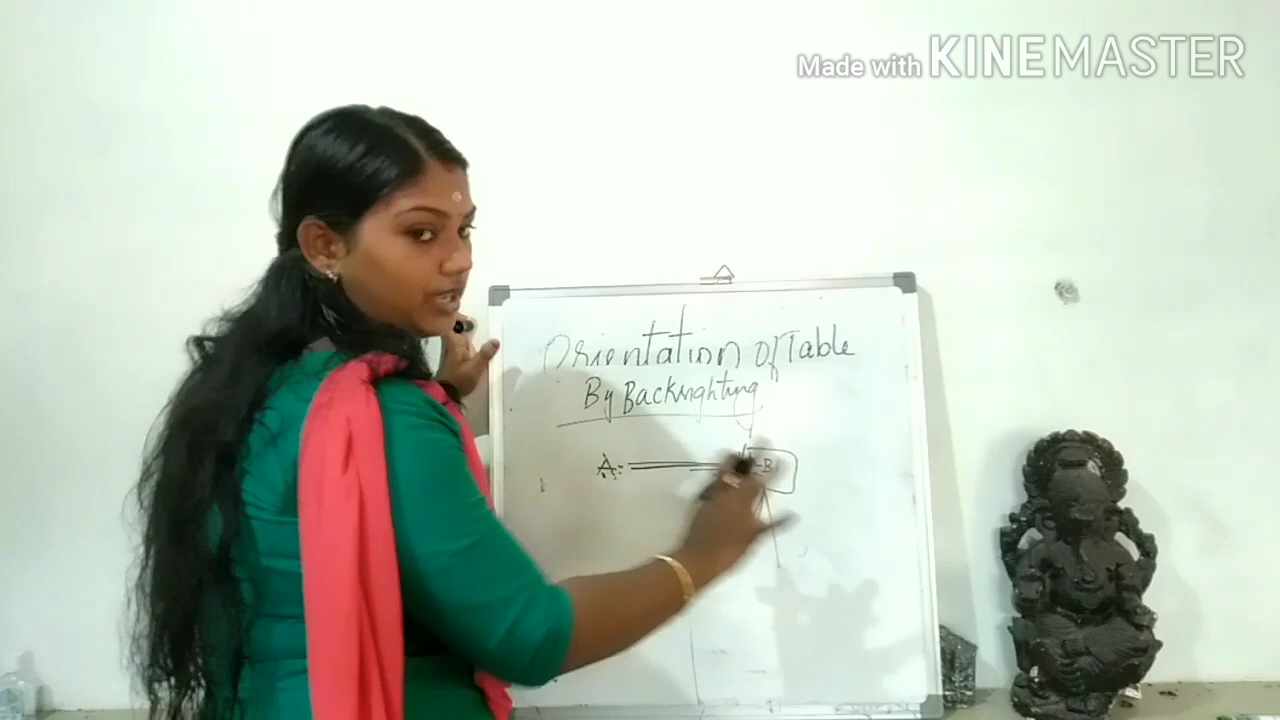 Made with KINEMASTER
Orientation of Table
By Backsighting
A B